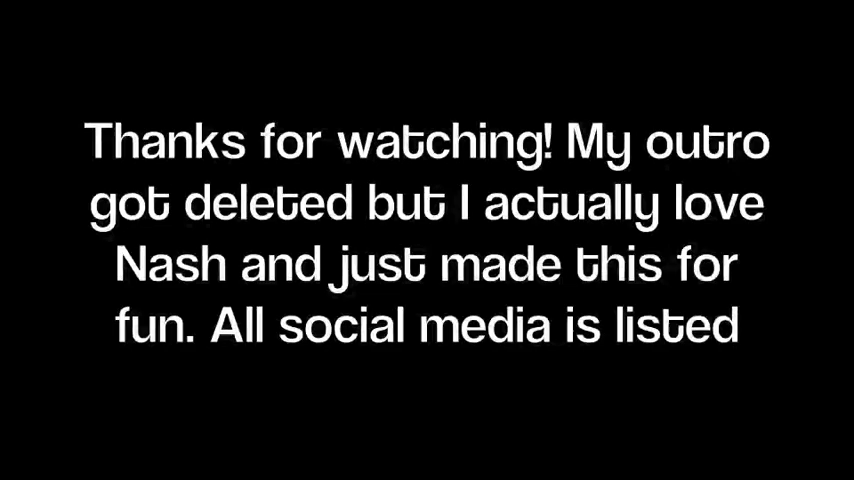 Thanks for watching! My outro
got deleted but I actually love
Nash and just made this for
fun. All social media is listed